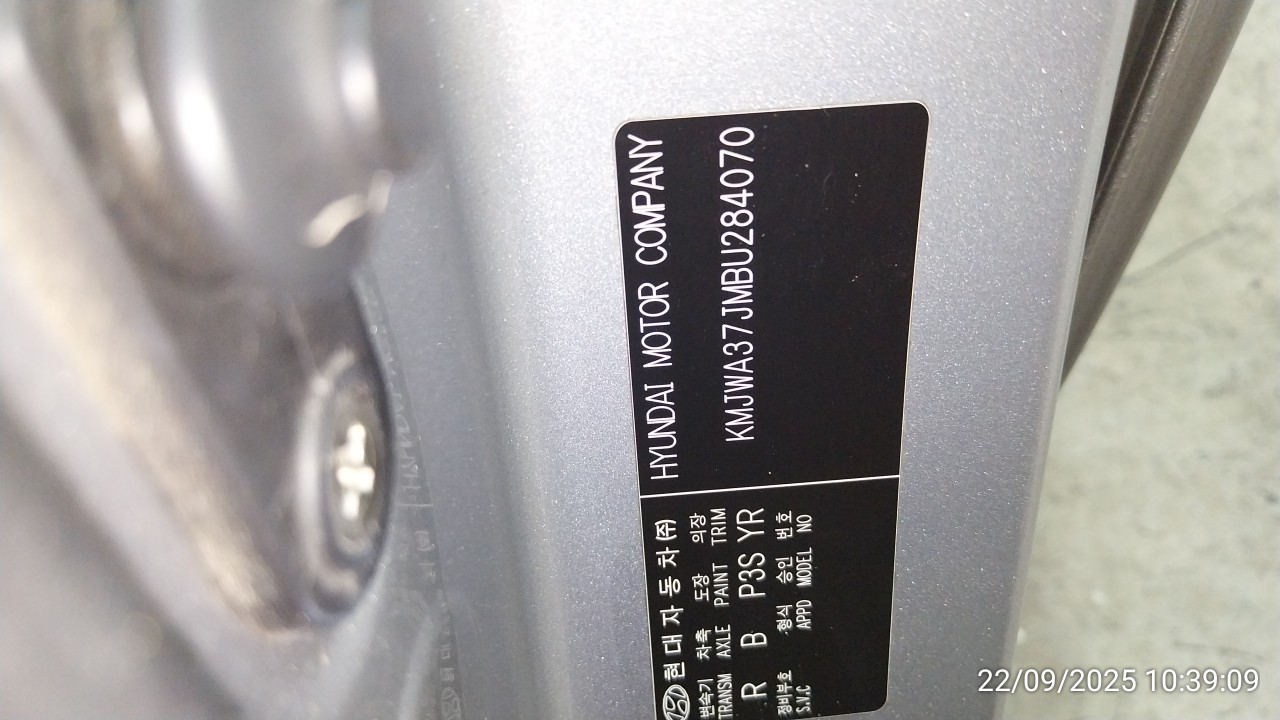 현대자동차(주) HYUNDAI MOTOR COMPANY
변속기 차축 도장 의장
TRANSM AXLE PAINT TRIM
R B P3S YR KMJWA37JMBU284070
정비부호 형식 승인 번호
S.V.C APPD MODEL NO
22/09/2025 10:39:09